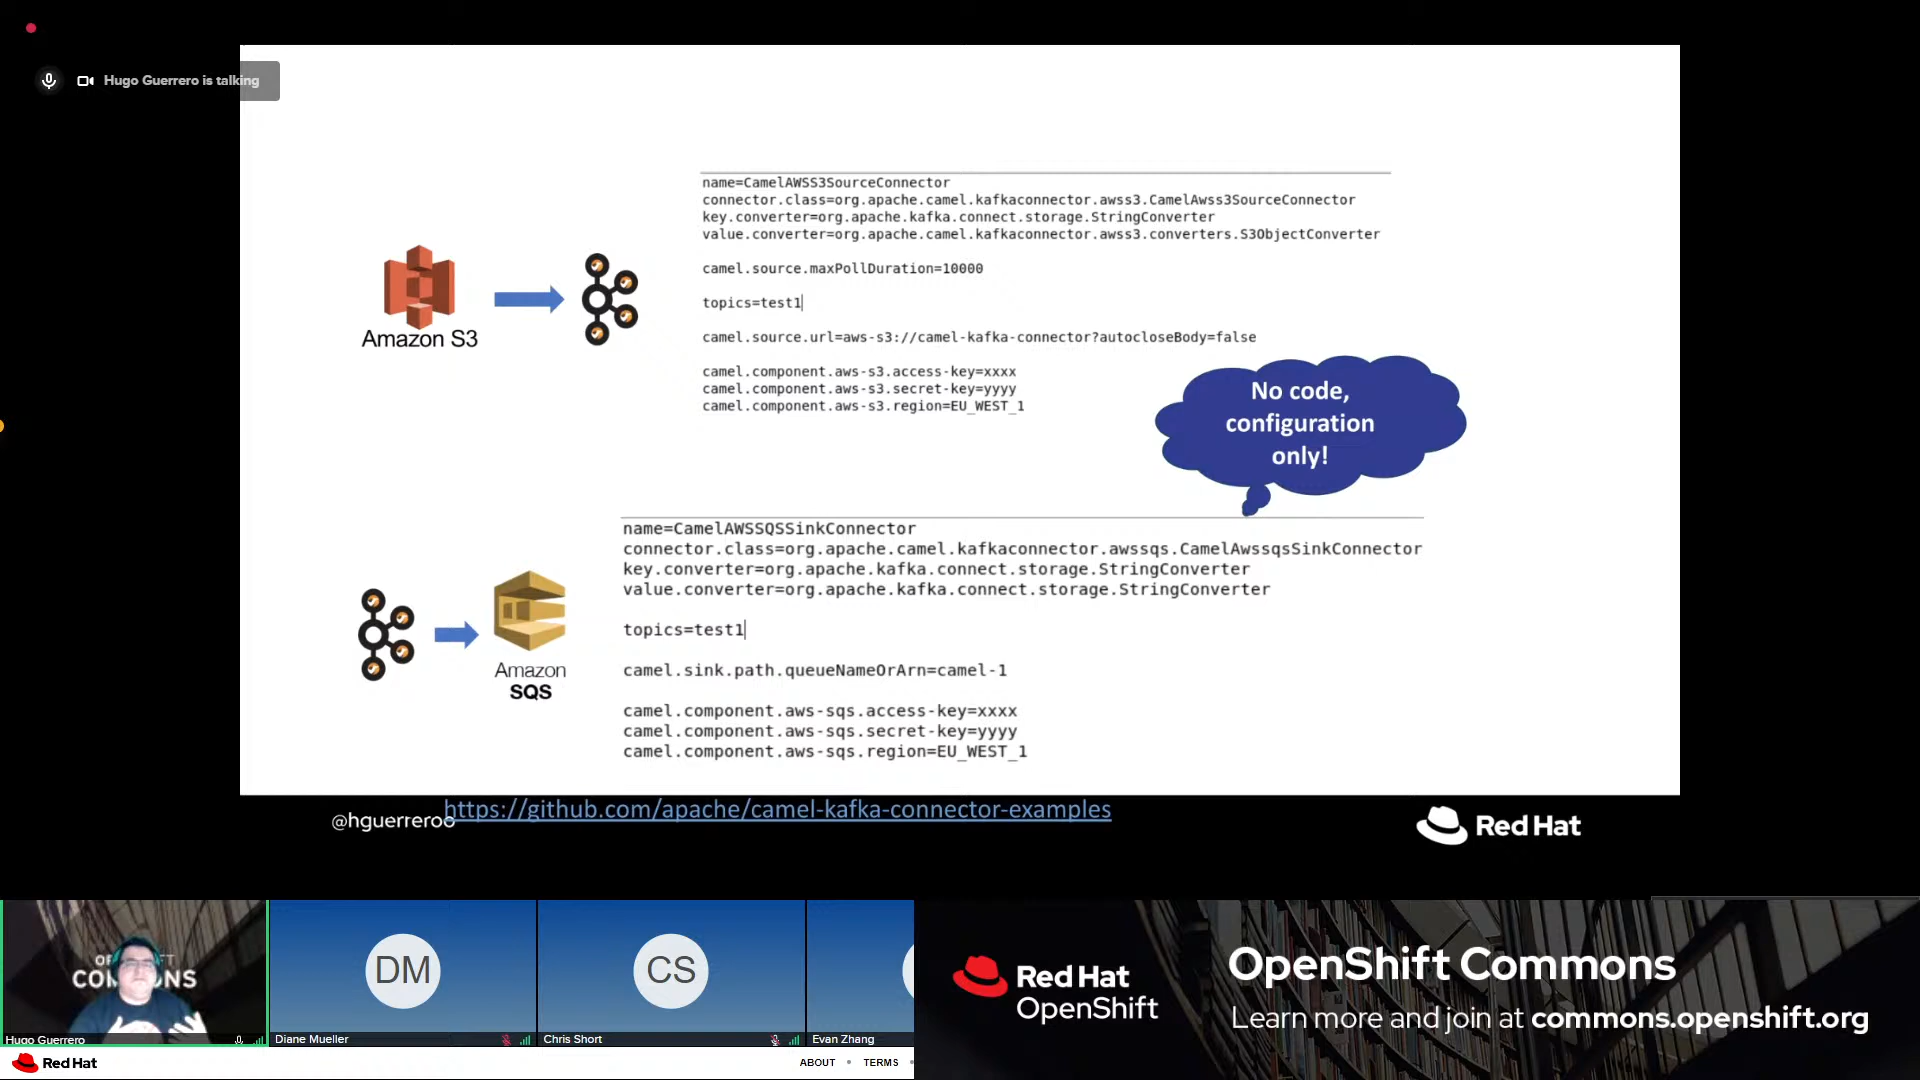 Hugo Guerrero is talking
name=CamelAWSS3SourceConnector
connector.class=org.apache.camel.kafkaconnector.awss3.CamelAwss3SourceConnector
key.converter=org.apache.kafka.connect.storage.StringConverter
value.converter=org.apache.camel.kafkaconnector.awss3.converters.S3ObjectConverter
camel.source.maxPollDuration=10000
topics=test1
camel.source.url=aws-s3://camel-kafka-connector?autocloseBody=false
camel.component.aws-s3.access-key=xxxx
camel.component.aws-s3.secret-key=yyyy
camel.component.aws-s3.region=EU_WEST_1
Amazon S3
No code,
configuration
only!
name=CamelAWSSQSSinkConnector
connector.class=org.apache.camel.kafkaconnector.awssqs.CamelAwssqsSinkConnector
key.converter=org.apache.kafka.connect.storage.StringConverter
value.converter=org.apache.kafka.connect.storage.StringConverter
topics=test1
camel.sink.path.queueNameOrArn=camel-1
camel.component.aws-sqs.access-key=xxxx
camel.component.aws-sqs.secret-key=yyyy
camel.component.aws-sqs.region=EU_WEST_1
Amazon
SQS
@hguerreroo
https://github.com/apache/camel-kafka-connector-examples
Red Hat
COMMONS
Hugo Guerrero
DM
Diane Mueller
CS
Chris Short
Evan Zhang
Red Hat
ABOUT • TERMS
Red Hat
OpenShift
OpenShift Commons
Learn more and join at commons.openshift.org